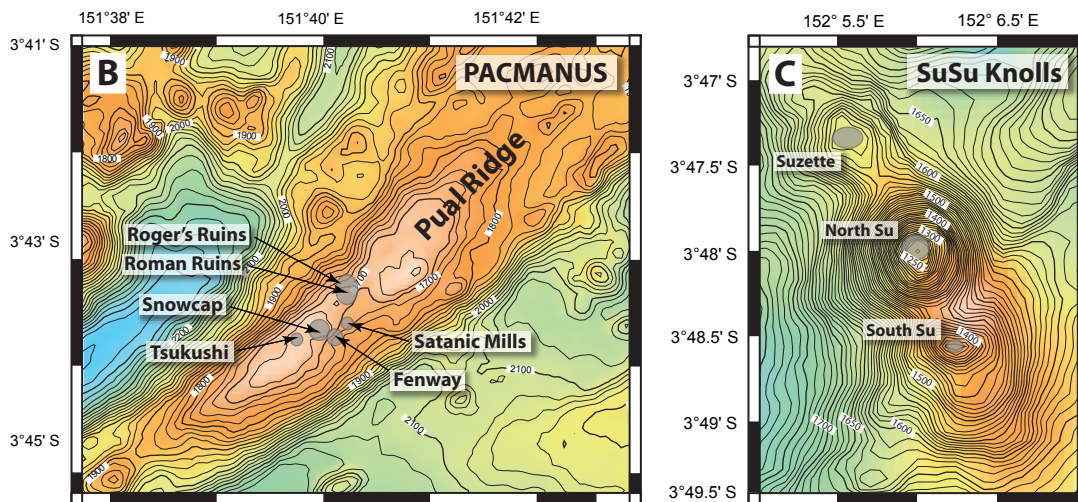 151°38' E
151°40' E
151°42' E
3°41' S
3°43' S
3°45' S
B
PACMANUS
Pual Ridge
Roger's Ruins
Roman Ruins
Snowcap
Tsukushi
Satanic Mills
Fenway
1900
2100
1900
2000
1900
1800
2000
1800
1900
1700
2000
2200
1800
1900
1900
2100
2100
1900
152° 5.5' E
152° 6.5' E
3°47' S
3°47.5' S
3°48' S
3°48.5' S
3°49' S
3°49.5' S
C
SuSu Knolls
Suzette
North Su
South Su
1650
1600
1500
1400
1300
1250
1400
1500
1650
1600
1700